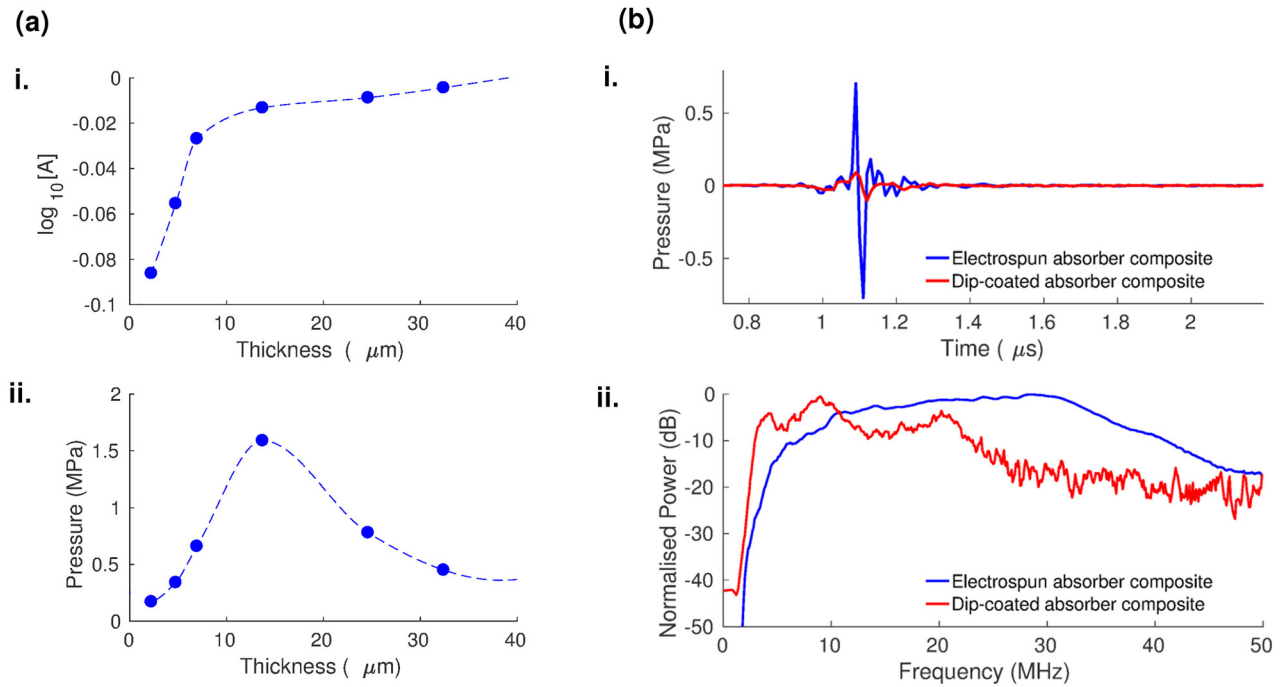 (a)
i.
0
-0.02
-0.04
-0.06
-0.08
-0.1
log 10 [A]
0 10 20 30 40
Thickness ( μm)
ii.
2
1.5
1
0.5
0
Pressure (MPa)
0 10 20 30 40
Thickness ( μm)
(b)
i.
0.5
0
-0.5
Pressure (MPa)
Electrospun absorber composite
Dip-coated absorber composite
0.8 1 1.2 1.4 1.6 1.8 2
Time ( μs)
ii.
0
-10
-20
-30
-40
-50
Normalised Power (dB)
Electrospun absorber composite
Dip-coated absorber composite
0 10 20 30 40 50
Frequency (MHz)